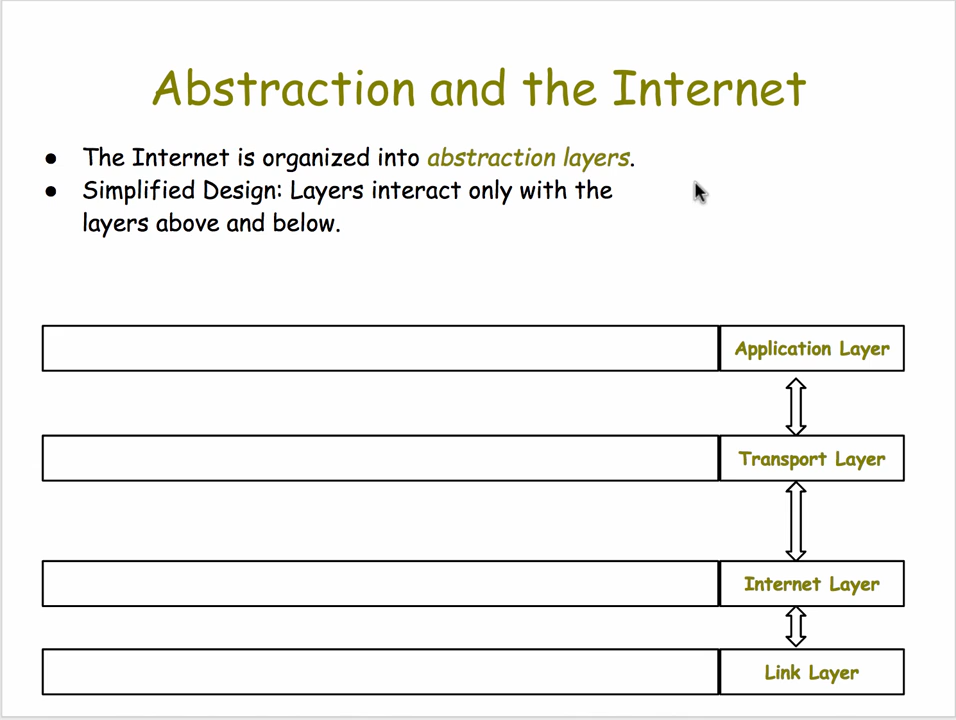 Abstraction and the Internet
● The Internet is organized into abstraction layers.
● Simplified Design: Layers interact only with the
layers above and below.
Application Layer
Transport Layer
Internet Layer
Link Layer